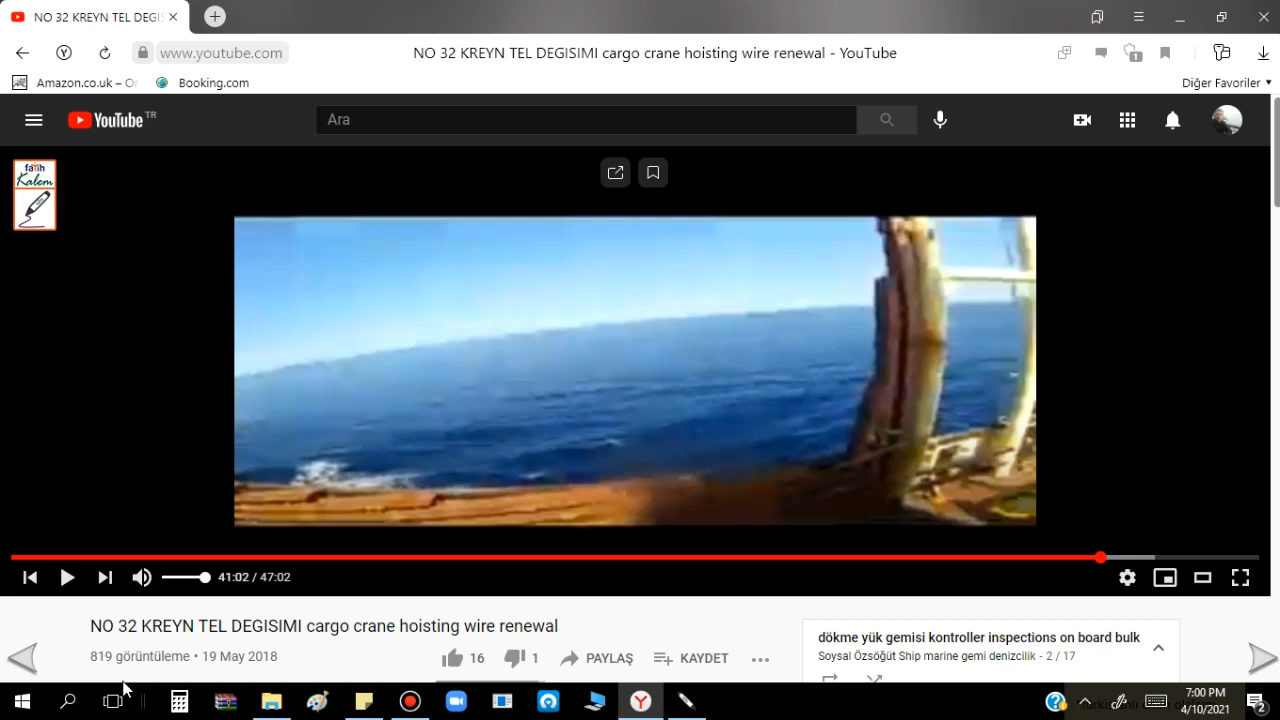 NO 32 KREYN TEL DEGIS
www.youtube.com
NO 32 KREYN TEL DEGISIMI cargo crane hoisting wire renewal - YouTube
1
Amazon.co.uk – Or
Booking.com
Diğer Favoriler
YouTube TR
Ara
fatih
Kalem
41:02 / 47:02
NO 32 KREYN TEL DEGISIMI cargo crane hoisting wire renewal
819 görüntüleme • 19 May 2018
16
1
PAYLAŞ
KAYDET
dökme yük gemisi kontroller inspections on board bulk
Soysal Özsöğüt Ship marine gemi denizcilik - 2 / 17
7:00 PM
4/10/2021
2